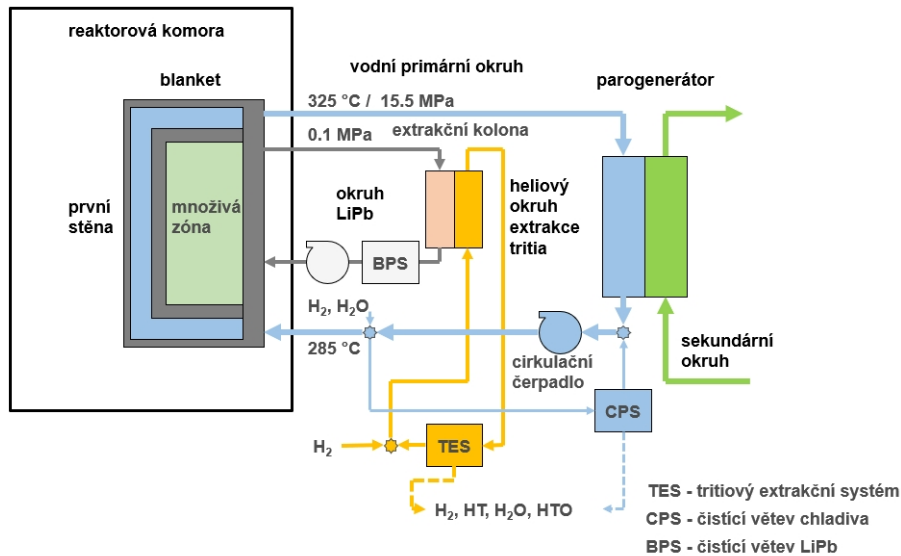 reaktorová komora
blanket
vodní primární okruh
parogenerátor
325 °C / 15.5 MPa
0.1 MPa
extrakční kolona
první
stěna
množivá
zóna
okruh
LiPb
heliový
okruh
extrakce
tritia
BPS
H₂, H₂O
285 °C
cirkulační
čerpadlo
sekundární
okruh
CPS
H₂
TES
H₂, HT, H₂O, HTO
TES - tritiový extrakční systém
CPS - čistící větev chladiva
BPS - čistící větev LiPb